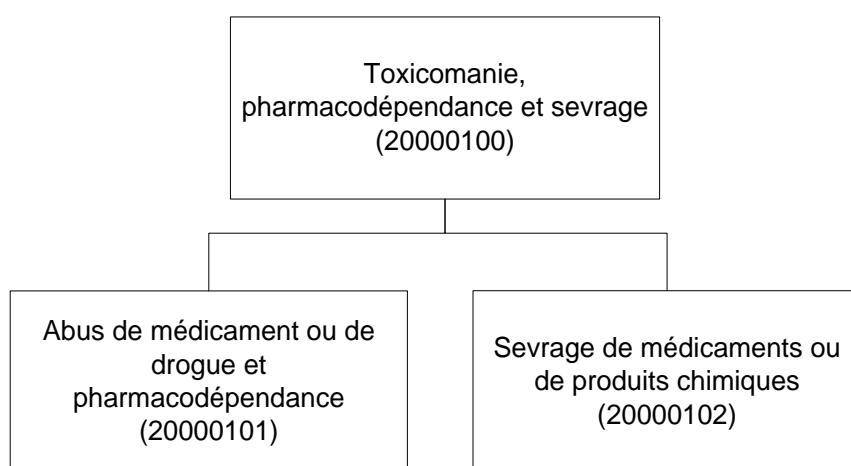 Toxicomanie,
pharmacodépendance et sevrage
(20000100)
Abus de médicament ou de
drogue et
pharmacodépendance
(20000101)
Sevrage de médicaments ou
de produits chimiques
(20000102)